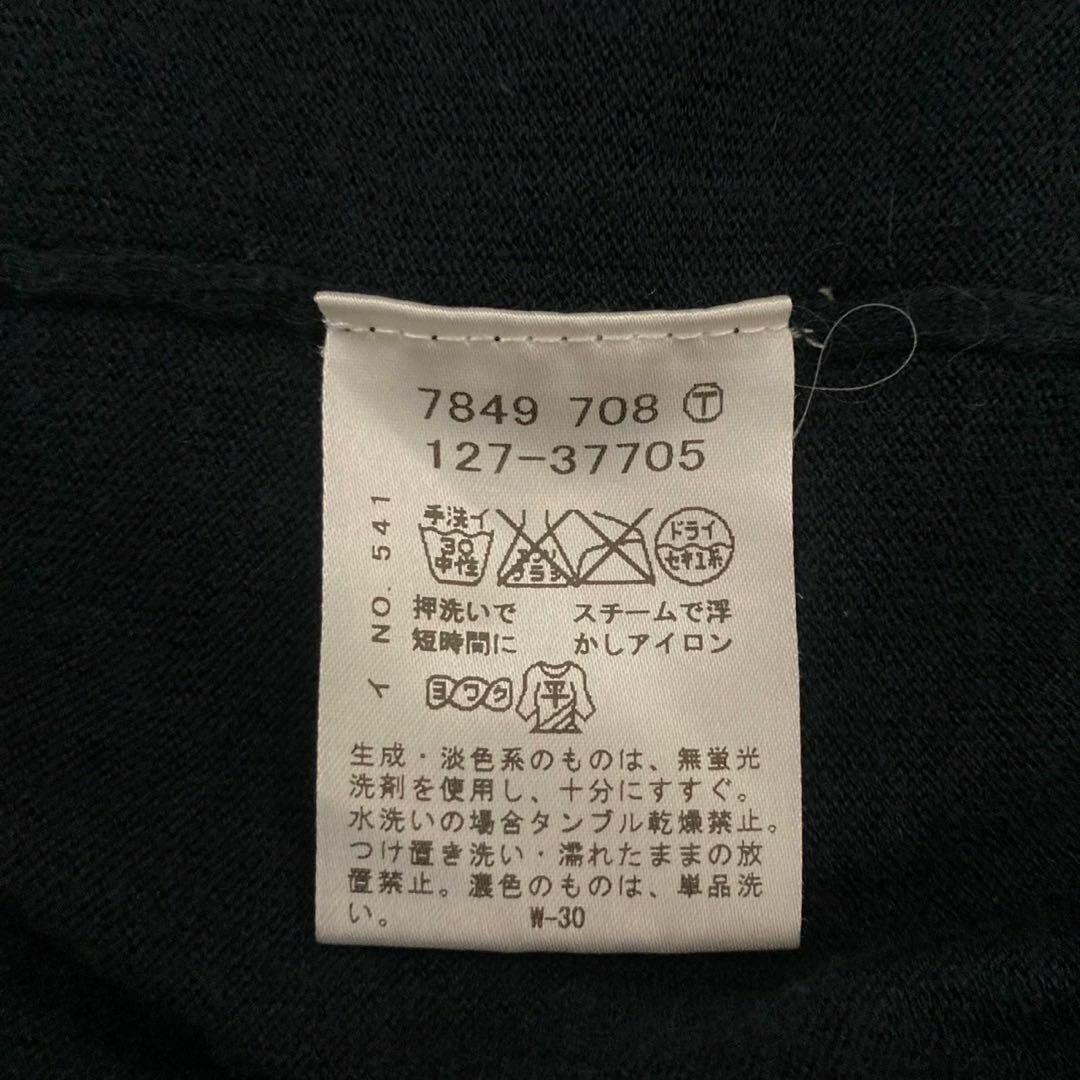 7849 708 Ⓣ
127-37705
手洗イ
30
中性
エンソ
サラシ
ドライ
セキユ系
押洗いで
短時間に
スチームで浮
かしアイロン
ヨワク
平
生成・淡色系のものは、無蛍光
洗剤を使用し、十分にすすぐ。
水洗いの場合タンブル乾燥禁止。
つけ置き洗い・濡れたままの放
置禁止。濃色のものは、単品洗
い。
W-30
イ NO. 541